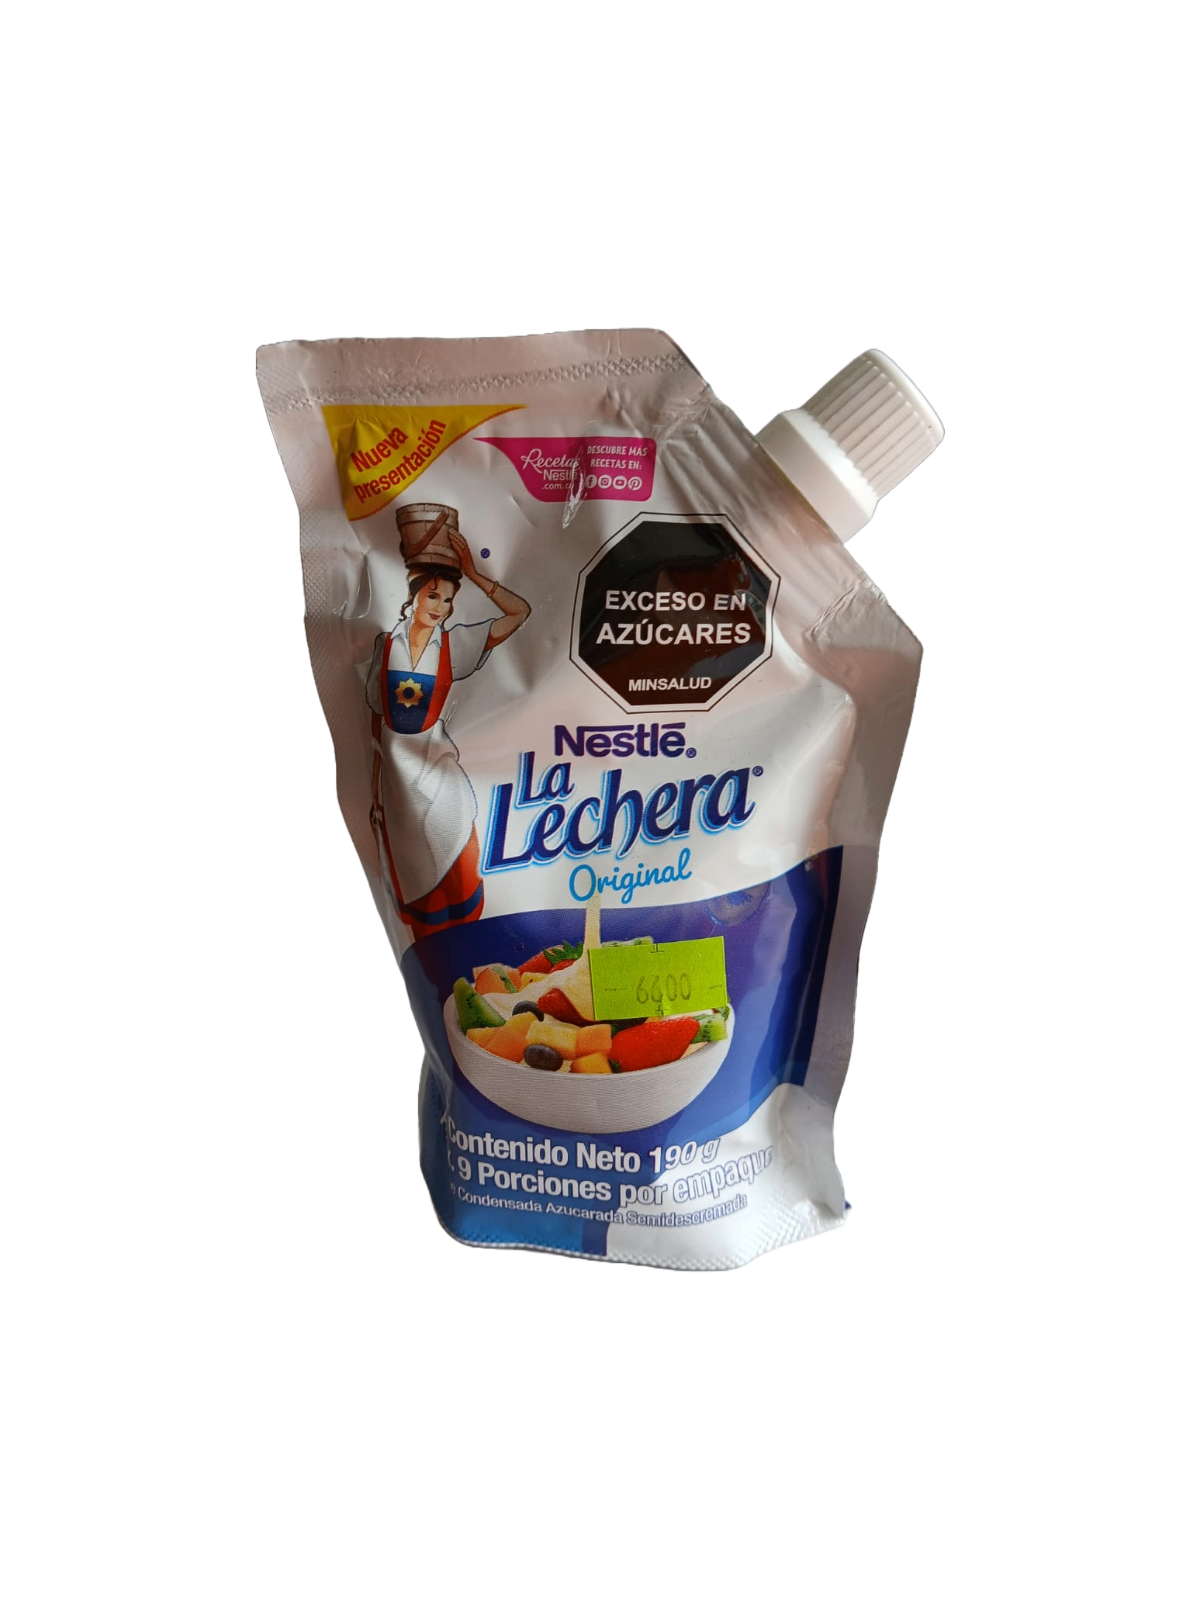 Nueva
presentación
Recetas
Nestlé
.com.co
DESCUBRE MÁS
RECETAS EN:
EXCESO EN
AZÚCARES
MINSALUD
Nestlé®
La
Lechera®
Original
6600
Contenido Neto 190 g
9 Porciones por empaque
Condensada Azucarada Semidescremada